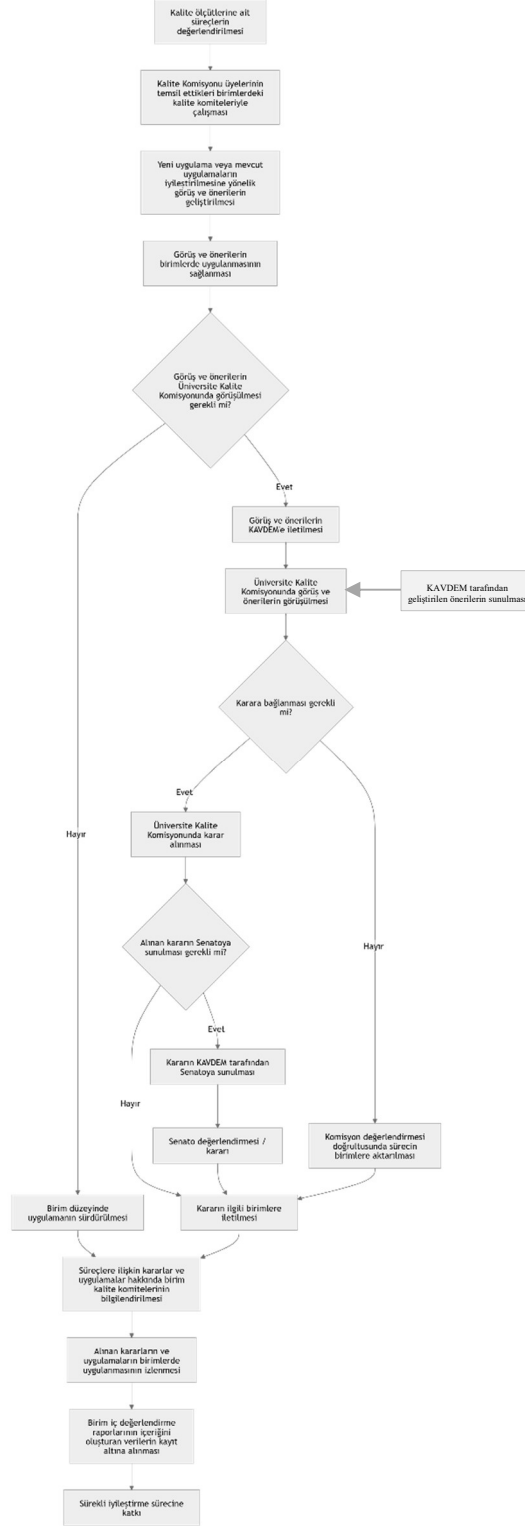 Kalite ölçütlerine ait
süreçlerin
değerlendirilmesi
Kalite Komisyonu üyelerinin
temsil ettikleri birimlerdeki
kalite komiteleriyle
çalışması
Yeni uygulama veya mevcut
uygulamaların
iyileştirilmesine yönelik
görüş ve önerilerin
geliştirilmesi
Görüş ve önerilerin
birimlerde uygulanmasının
sağlanması
Görüş ve önerilerin
Üniversite Kalite
Komisyonunda görüşülmesi
gerekli mi?
Evet
Görüş ve önerilerin
KAVDEM'e iletilmesi
Üniversite Kalite
Komisyonunda görüş ve
önerilerin görüşülmesi
KAVDEM tarafından
geliştirilen önerilerin sunulması
Karara bağlanması gerekli
mi?
Evet
Hayır
Üniversite Kalite
Komisyonunda karar
alınması
Alınan kararın Senatoya
sunulması gerekli mi?
Hayır
Evet
Kararın KAVDEM tarafından
Senatoya sunulması
Hayır
Senato değerlendirmesi /
kararı
Komisyon değerlendirmesi
doğrultusunda sürecin
birimlere aktarılması
Birim düzeyinde
uygulamanın sürdürülmesi
Kararın ilgili birimlere
iletilmesi
Süreçlere ilişkin kararlar ve
uygulamalar hakkında birim
kalite komitelerinin
bilgilendirilmesi
Alınan kararların ve
uygulamaların birimlerde
uygulanmasının izlenmesi
Birim iç değerlendirme
raporlarının içeriğini
oluşturan verilerin kayıt
altına alınması
Sürekli iyileştirme sürecine
katkı